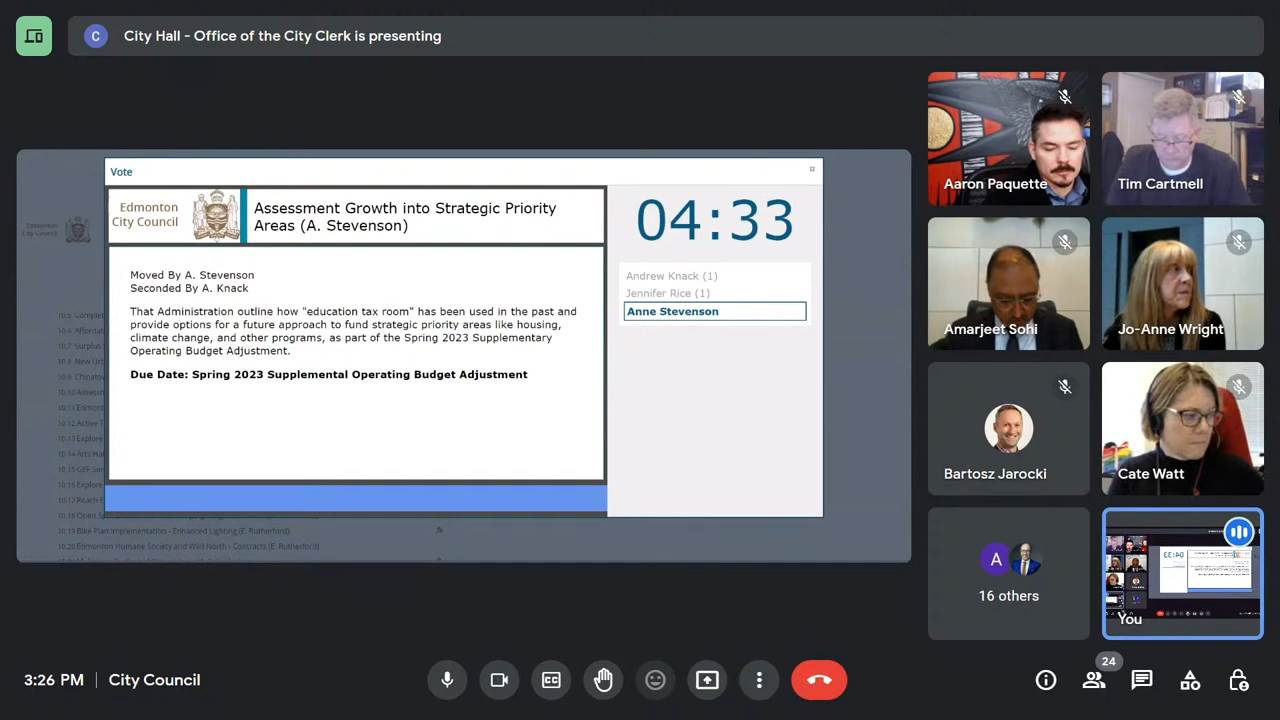 City Hall - Office of the City Clerk is presenting
Vote
Edmonton
City Council
Assessment Growth into Strategic Priority
Areas (A. Stevenson)
Moved By A. Stevenson
Seconded By A. Knack
That Administration outline how "education tax room" has been used in the past and
provide options for a future approach to fund strategic priority areas like housing,
climate change, and other programs, as part of the Spring 2023 Supplementary
Operating Budget Adjustment.
Due Date: Spring 2023 Supplemental Operating Budget Adjustment
04:33
Andrew Knack (1)
Jennifer Rice (1)
Anne Stevenson
Edmonton
City Council
10.19 Bike Plan Implementation - Enhanced Lighting (E. Rutherford)
10.20 Edmonton Humane Society and Wild North - Contracts (E. Rutherford)
Aaron Paquette
Tim Cartmell
Amarjeet Sohi
Jo-Anne Wright
Bartosz Jarocki
Cate Watt
A
16 others
You
3:26 PM
City Council
24